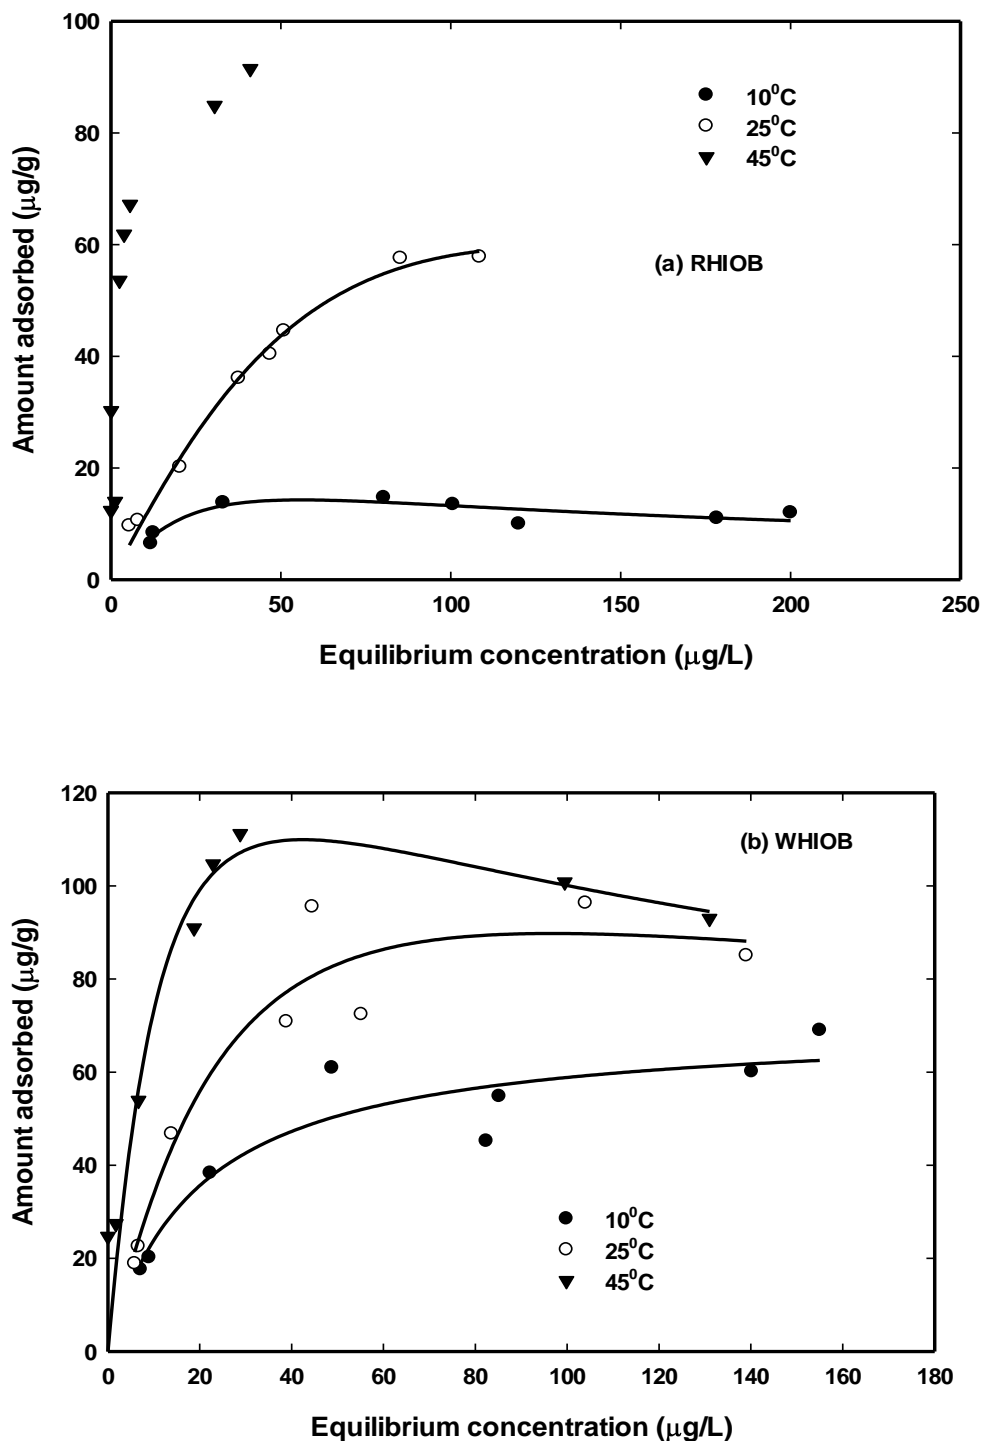 100
80
60
40
20
0
Amount adsorbed (μg/g)
10⁰C
25⁰C
45⁰C
(a) RHIOB
0 50 100 150 200 250
Equilibrium concentration (μg/L)
120
100
80
60
40
20
0
Amount adsorbed (μg/g)
(b) WHIOB
10⁰C
25⁰C
45⁰C
0 20 40 60 80 100 120 140 160 180
Equilibrium concentration (μg/L)